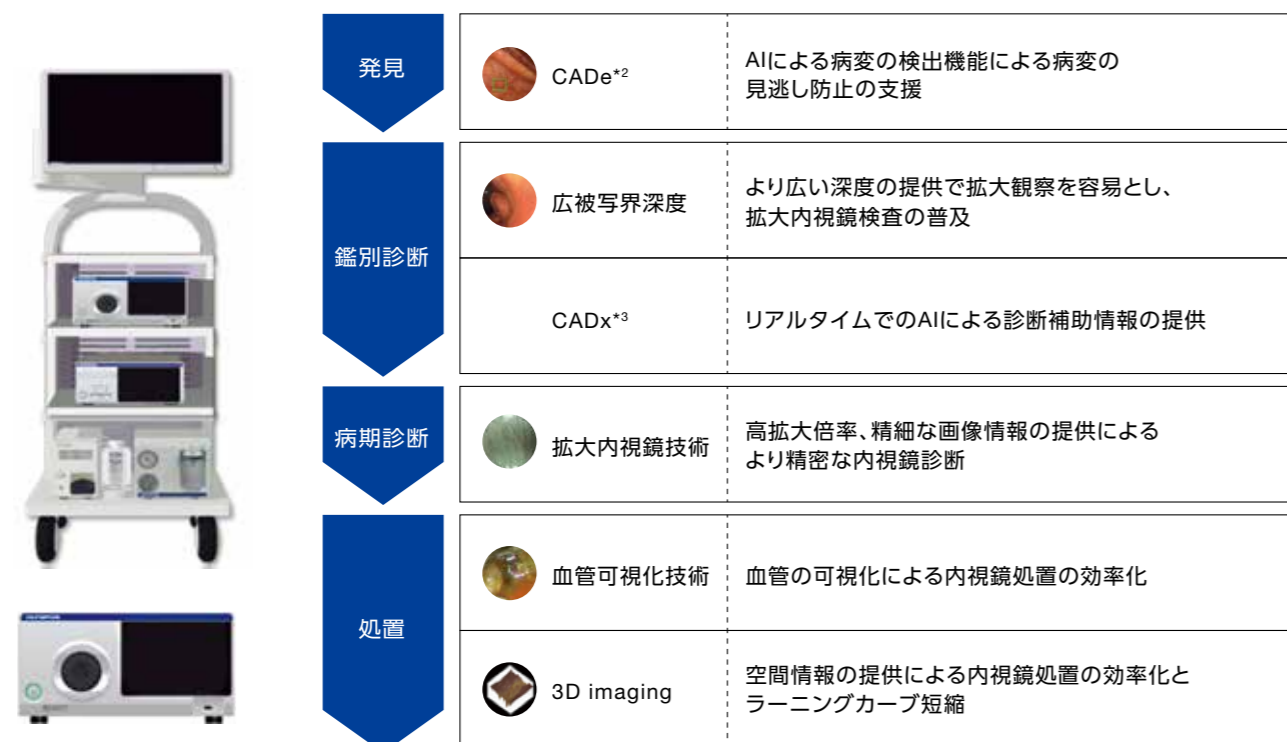 発見
CADe*2
AIによる病変の検出機能による病変の
見逃し防止の支援
鑑別診断
広被写界深度
より広い深度の提供で拡大観察を容易とし、
拡大内視鏡検査の普及
CADx*3
リアルタイムでのAIによる診断補助情報の提供
病期診断
拡大内視鏡技術
高拡大倍率、精細な画像情報の提供による
より精密な内視鏡診断
処置
血管可視化技術
血管の可視化による内視鏡処置の効率化
3D imaging
空間情報の提供による内視鏡処置の効率化と
ラーニングカーブ短縮
OLYMPUS